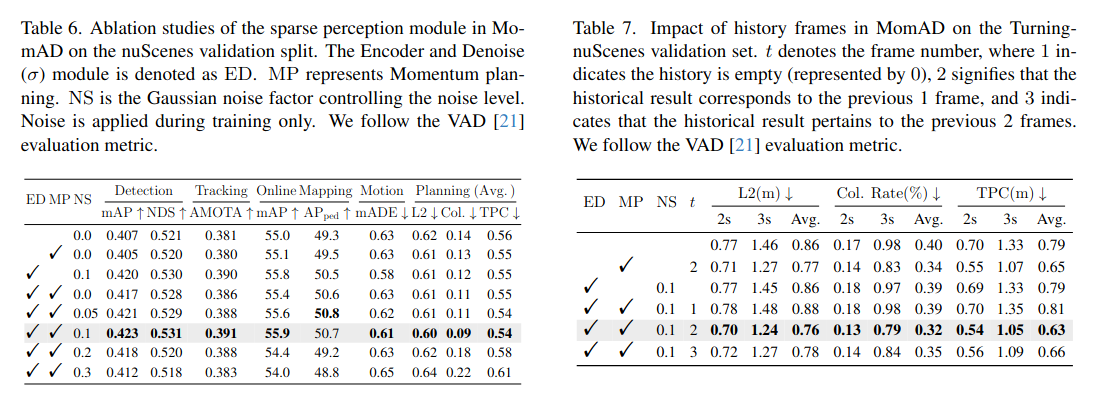 Table 6. Ablation studies of the sparse perception module in Mo-
mAD on the nuScenes validation split. The Encoder and Denoise
(σ) module is denoted as ED. MP represents Momentum plan-
ning. NS is the Gaussian noise factor controlling the noise level.
Noise is applied during training only. We follow the VAD [21]
evaluation metric.
ED MP NS Detection Tracking Online Mapping Motion Planning (Avg.)
mAP ↑ NDS ↑ AMOTA ↑ mAP ↑ APped ↑ mADE ↓ L2 ↓ Col. ↓ TPC ↓
0.0 0.407 0.521 0.381 55.0 49.3 0.63 0.62 0.14 0.56
✓ 0.0 0.405 0.520 0.380 55.1 49.5 0.63 0.61 0.13 0.55
✓ 0.1 0.420 0.530 0.390 55.8 50.5 0.58 0.61 0.12 0.55
✓ ✓ 0.0 0.417 0.528 0.386 55.4 50.6 0.63 0.61 0.11 0.55
✓ ✓ 0.05 0.421 0.529 0.388 55.6 50.8 0.62 0.61 0.11 0.54
✓ ✓ 0.1 0.423 0.531 0.391 55.9 50.7 0.61 0.60 0.09 0.54
✓ ✓ 0.2 0.418 0.520 0.388 54.4 49.2 0.63 0.62 0.18 0.58
✓ ✓ 0.3 0.412 0.518 0.383 54.0 48.8 0.65 0.64 0.22 0.61
Table 7. Impact of history frames in MomAD on the Turning-
nuScenes validation set. t denotes the frame number, where 1 in-
dicates the history is empty (represented by 0), 2 signifies that the
historical result corresponds to the previous 1 frame, and 3 indi-
cates that the historical result pertains to the previous 2 frames.
We follow the VAD [21] evaluation metric.
ED MP NS t L2(m) ↓ Col. Rate(%) ↓ TPC(m) ↓
2s 3s Avg. 2s 3s Avg. 2s 3s Avg.
0.77 1.46 0.86 0.17 0.98 0.40 0.70 1.33 0.79
✓ 2 0.71 1.27 0.77 0.14 0.83 0.34 0.55 1.07 0.65
✓ 0.1 0.77 1.45 0.86 0.18 0.97 0.39 0.69 1.33 0.79
✓ ✓ 0.1 1 0.78 1.48 0.88 0.18 0.98 0.39 0.70 1.35 0.81
✓ ✓ 0.1 2 0.70 1.24 0.76 0.13 0.79 0.32 0.54 1.05 0.63
✓ ✓ 0.1 3 0.72 1.27 0.78 0.14 0.84 0.35 0.56 1.09 0.66